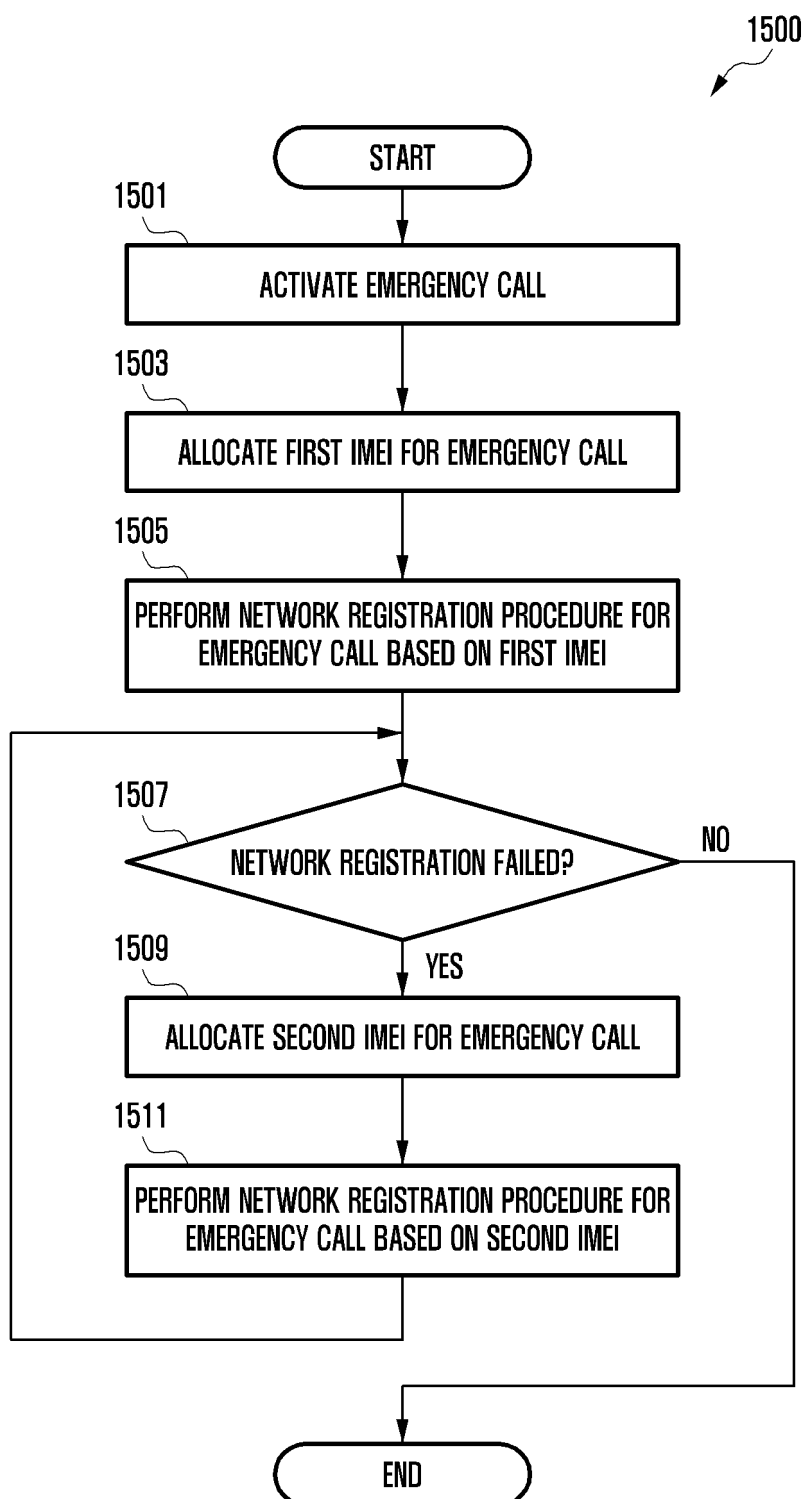 1500
START
1501
ACTIVATE EMERGENCY CALL
1503
ALLOCATE FIRST IMEI FOR EMERGENCY CALL
1505
PERFORM NETWORK REGISTRATION PROCEDURE FOR
EMERGENCY CALL BASED ON FIRST IMEI
1507
NETWORK REGISTRATION FAILED?
NO
YES
1509
ALLOCATE SECOND IMEI FOR EMERGENCY CALL
1511
PERFORM NETWORK REGISTRATION PROCEDURE FOR
EMERGENCY CALL BASED ON SECOND IMEI
END